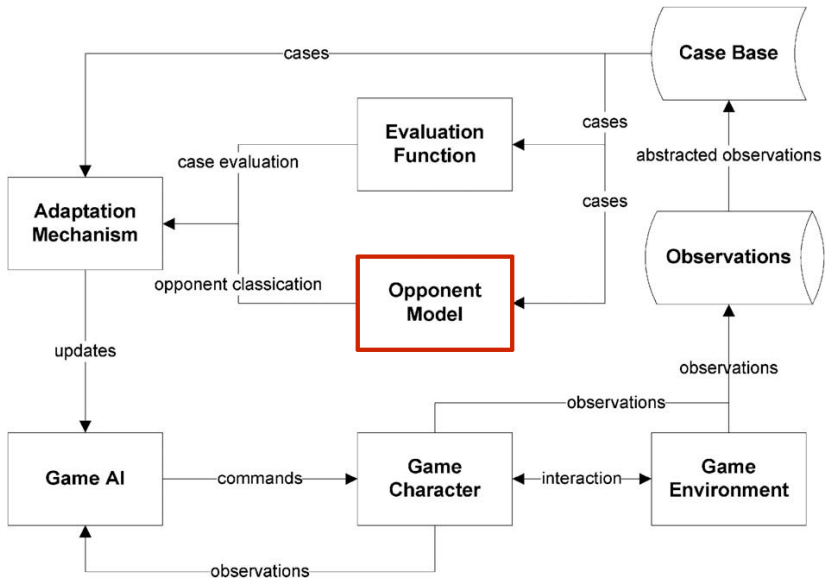 cases
Case Base
Evaluation
Function
cases
case evaluation
abstracted observations
Adaptation
Mechanism
cases
Observations
opponent classication
Opponent
Model
updates
observations
observations
Game AI
commands
Game
Character
interaction
Game
Environment
observations